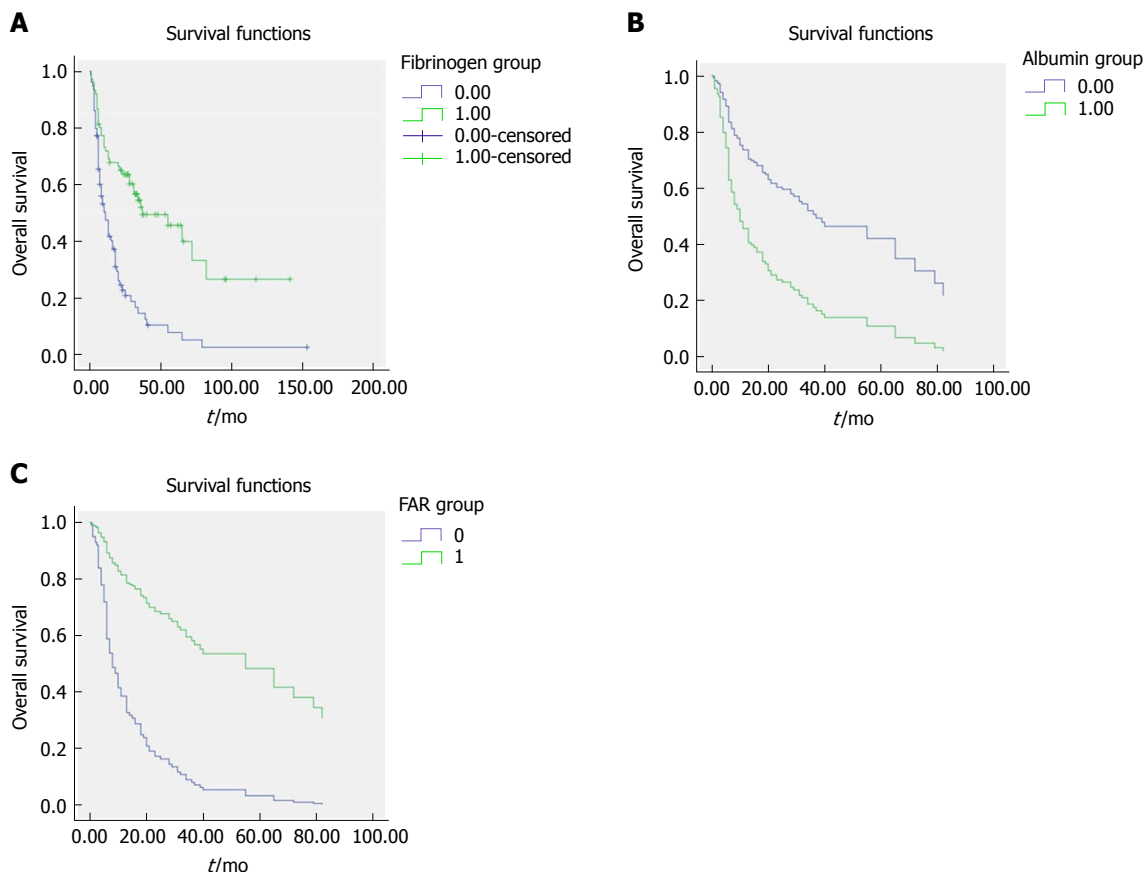 A
Survival functions
Fibrinogen group
0.00
1.00
0.00-censored
1.00-censored
Overall survival
1.0
0.8
0.6
0.4
0.2
0.0
0.00 50.00 100.00 150.00 200.00
t/mo
B
Survival functions
Albumin group
0.00
1.00
Overall survival
1.0
0.8
0.6
0.4
0.2
0.0
0.00 20.00 40.00 60.00 80.00 100.00
t/mo
C
Survival functions
FAR group
0
1
Overall survival
1.0
0.8
0.6
0.4
0.2
0.0
0.00 20.00 40.00 60.00 80.00 100.00
t/mo